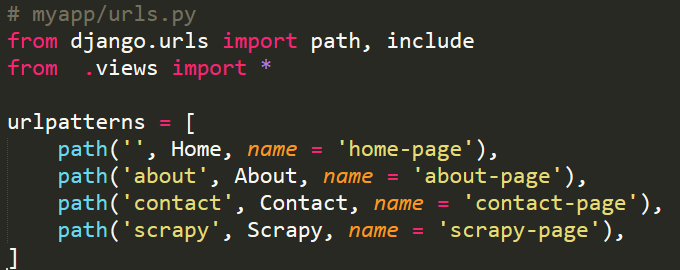 # myapp/urls.py
from django.urls import path, include
from  .views import *
urlpatterns = [
    path('', Home, name = 'home-page'),
    path('about', About, name = 'about-page'),
    path('contact', Contact, name = 'contact-page'),
    path('scrapy', Scrapy, name = 'scrapy-page'),
]